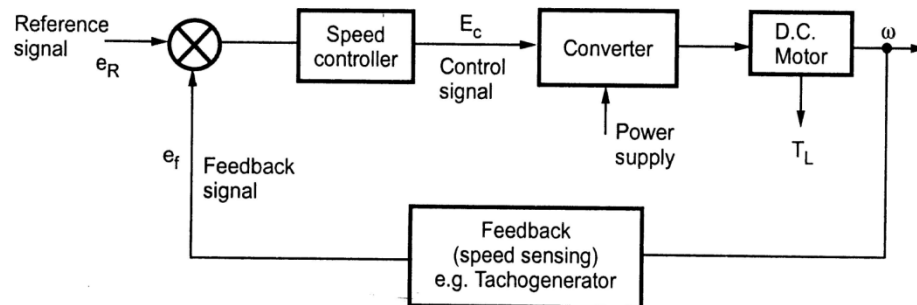 Reference
signal
e_R
Speed
controller
E_c
Control
signal
Converter
Power
supply
D.C.
Motor
ω
T_L
e_f
Feedback
signal
Feedback
(speed sensing)
e.g. Tachogenerator